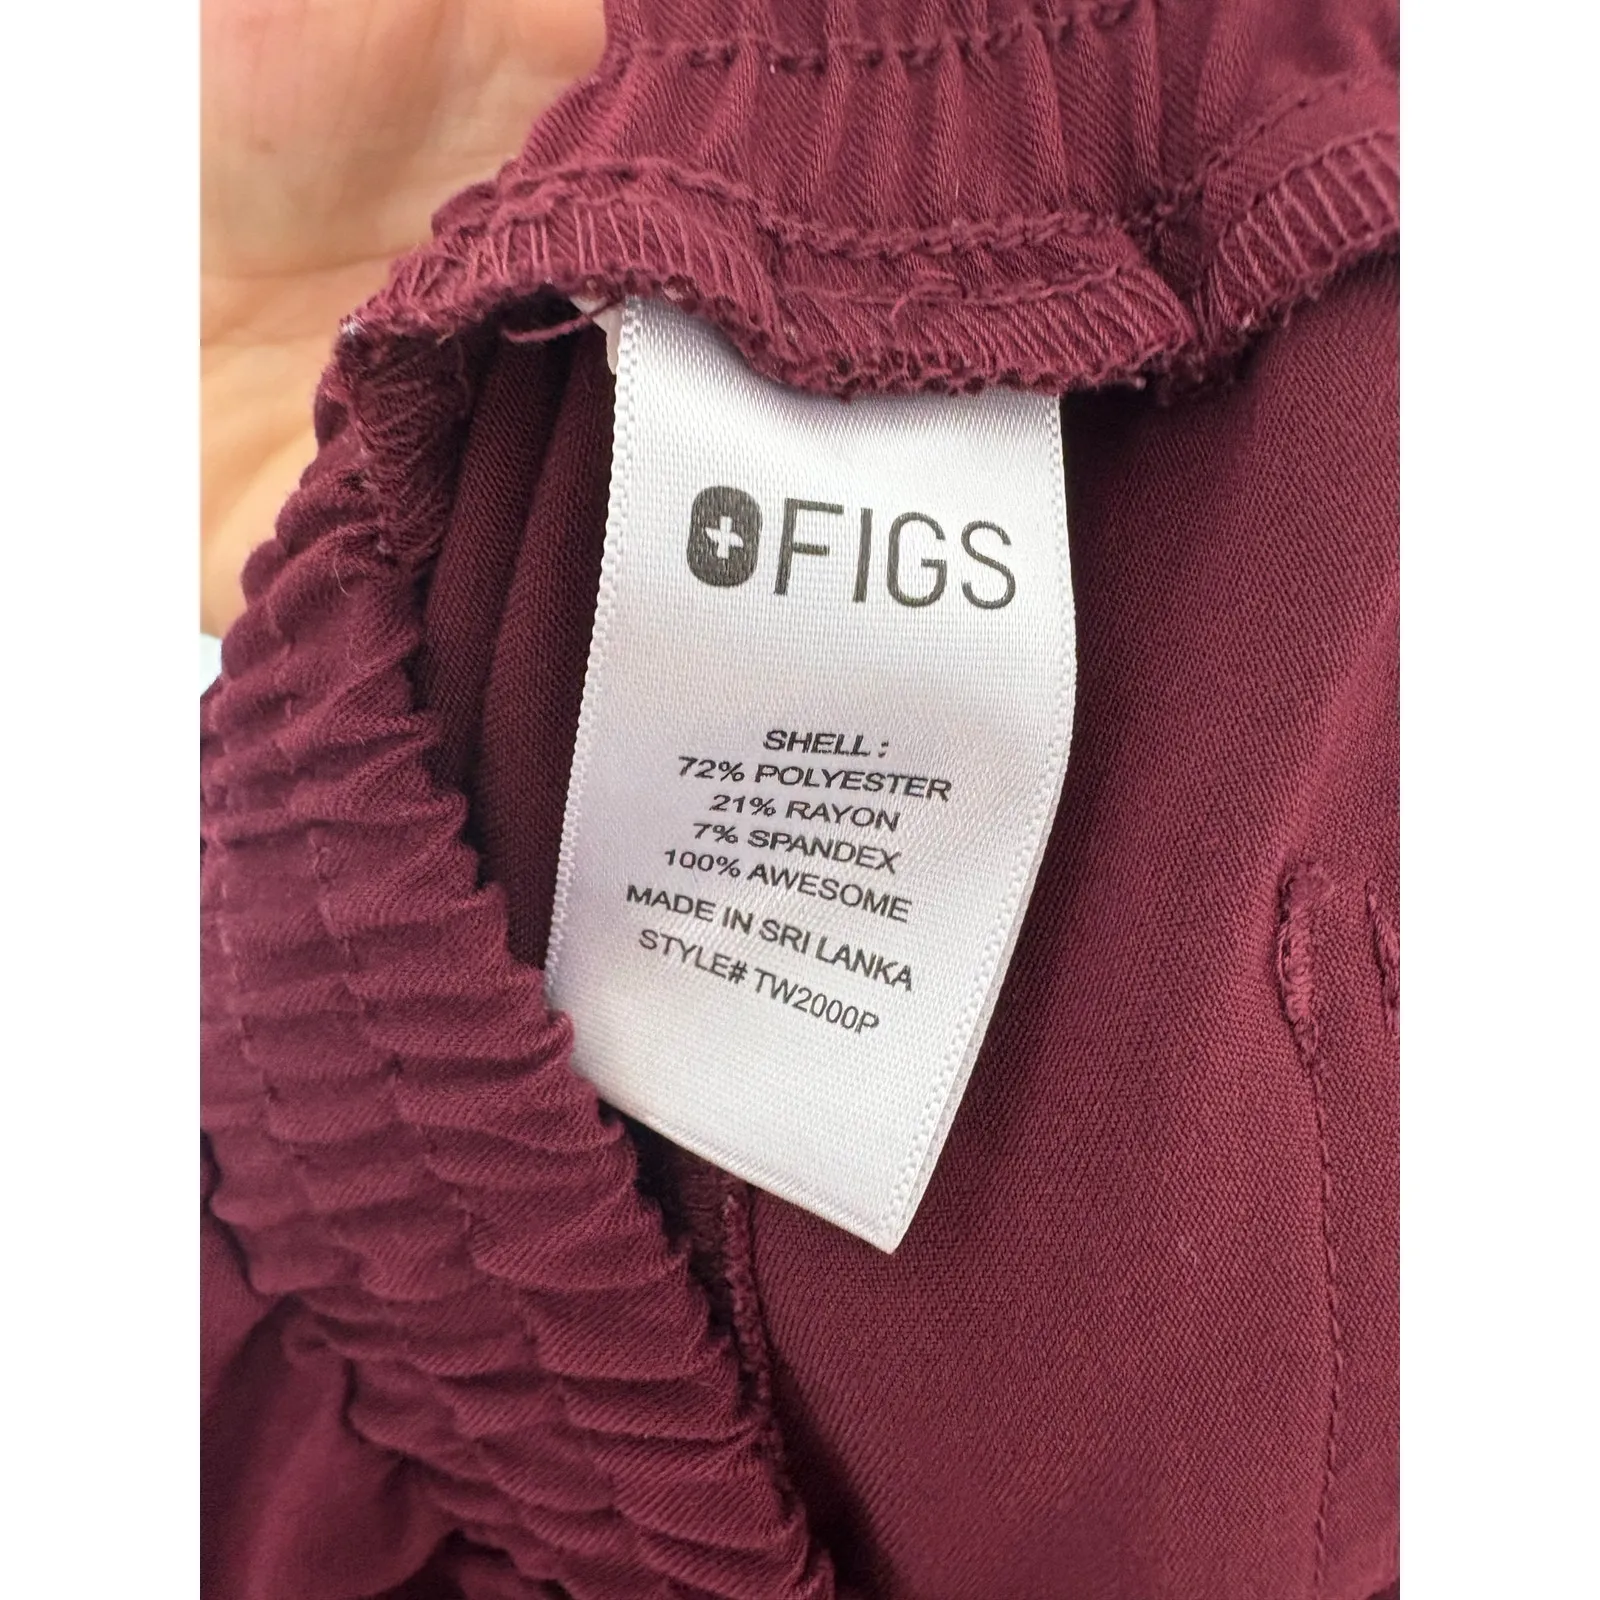 FIGS
SHELL :
72% POLYESTER
21% RAYON
7% SPANDEX
100% AWESOME
MADE IN SRI LANKA
STYLE# TW2000P